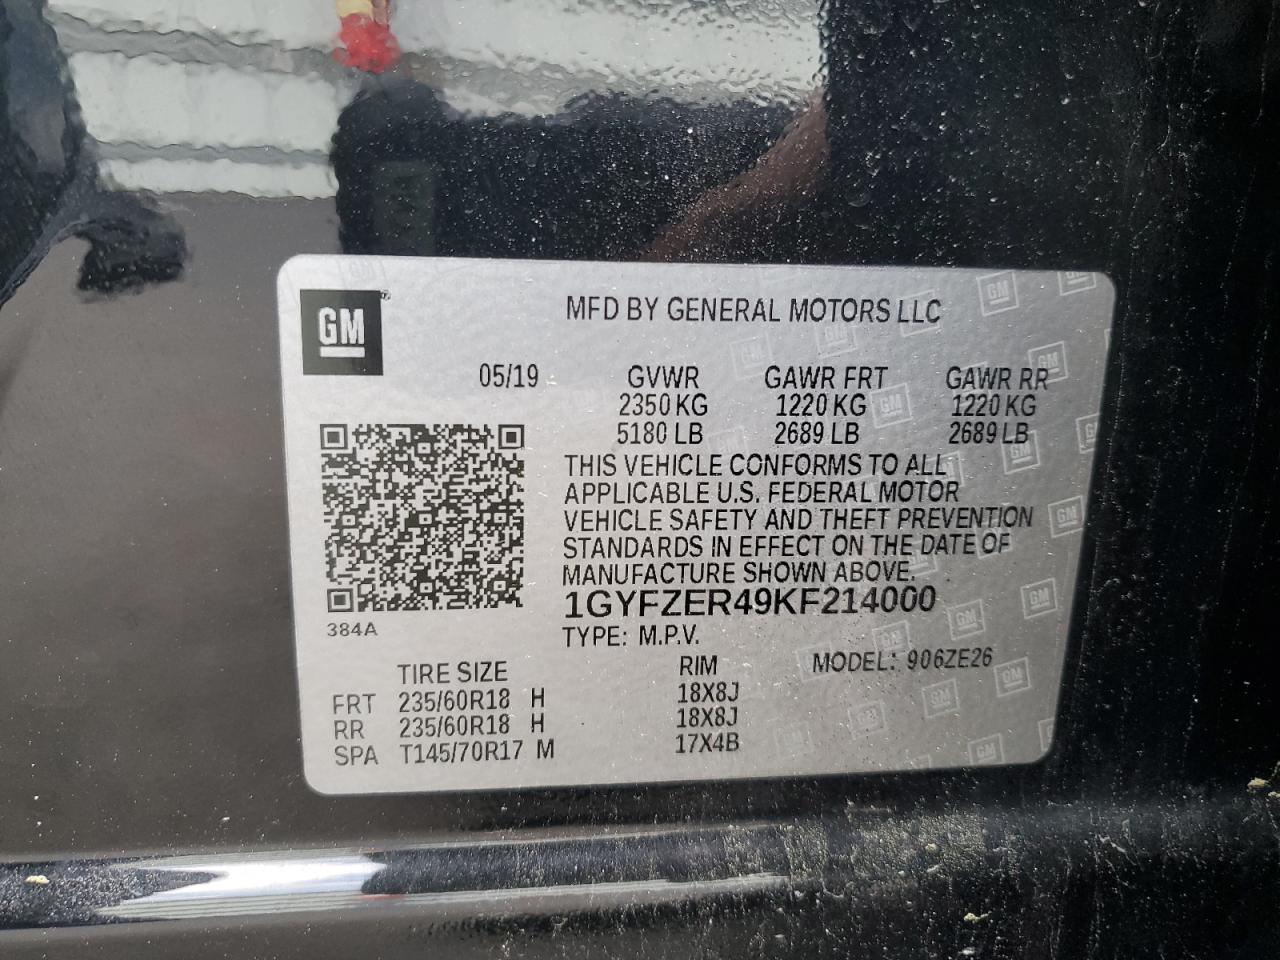 GM
MFD BY GENERAL MOTORS LLC
05/19 GVWR GAWR FRT GAWR RR
2350 KG 1220 KG 1220 KG
5180 LB 2689 LB 2689 LB
THIS VEHICLE CONFORMS TO ALL
APPLICABLE U.S. FEDERAL MOTOR
VEHICLE SAFETY AND THEFT PREVENTION
STANDARDS IN EFFECT ON THE DATE OF
MANUFACTURE SHOWN ABOVE.
1GYFZER49KF214000
384A
TYPE: M.P.V.
TIRE SIZE RIM MODEL: 906ZE26
FRT 235/60R18 H 18X8J
RR 235/60R18 H 18X8J
SPA T145/70R17 M 17X4B